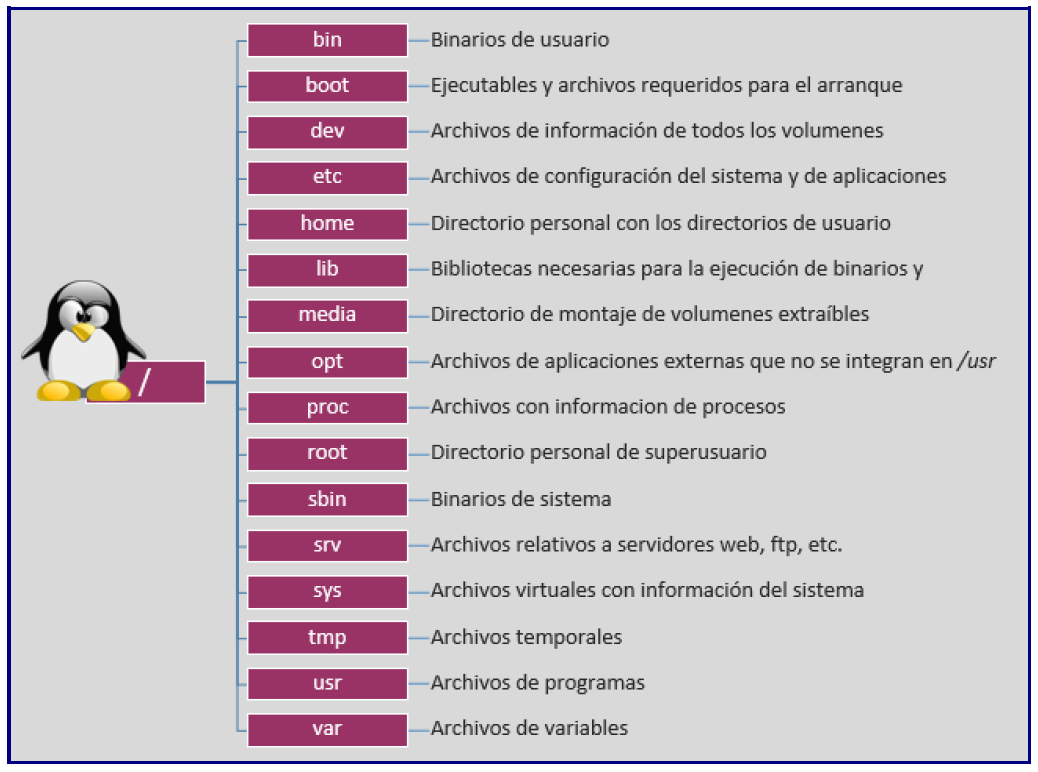 bin Binarios de usuario
boot Ejecutables y archivos requeridos para el arranque
dev Archivos de información de todos los volumenes
etc Archivos de configuración del sistema y de aplicaciones
home Directorio personal con los directorios de usuario
lib Bibliotecas necesarias para la ejecución de binarios y
media Directorio de montaje de volumenes extraíbles
opt Archivos de aplicaciones externas que no se integran en /usr
/
proc Archivos con informacion de procesos
root Directorio personal de superusuario
sbin Binarios de sistema
srv Archivos relativos a servidores web, ftp, etc.
sys Archivos virtuales con información del sistema
tmp Archivos temporales
usr Archivos de programas
var Archivos de variables